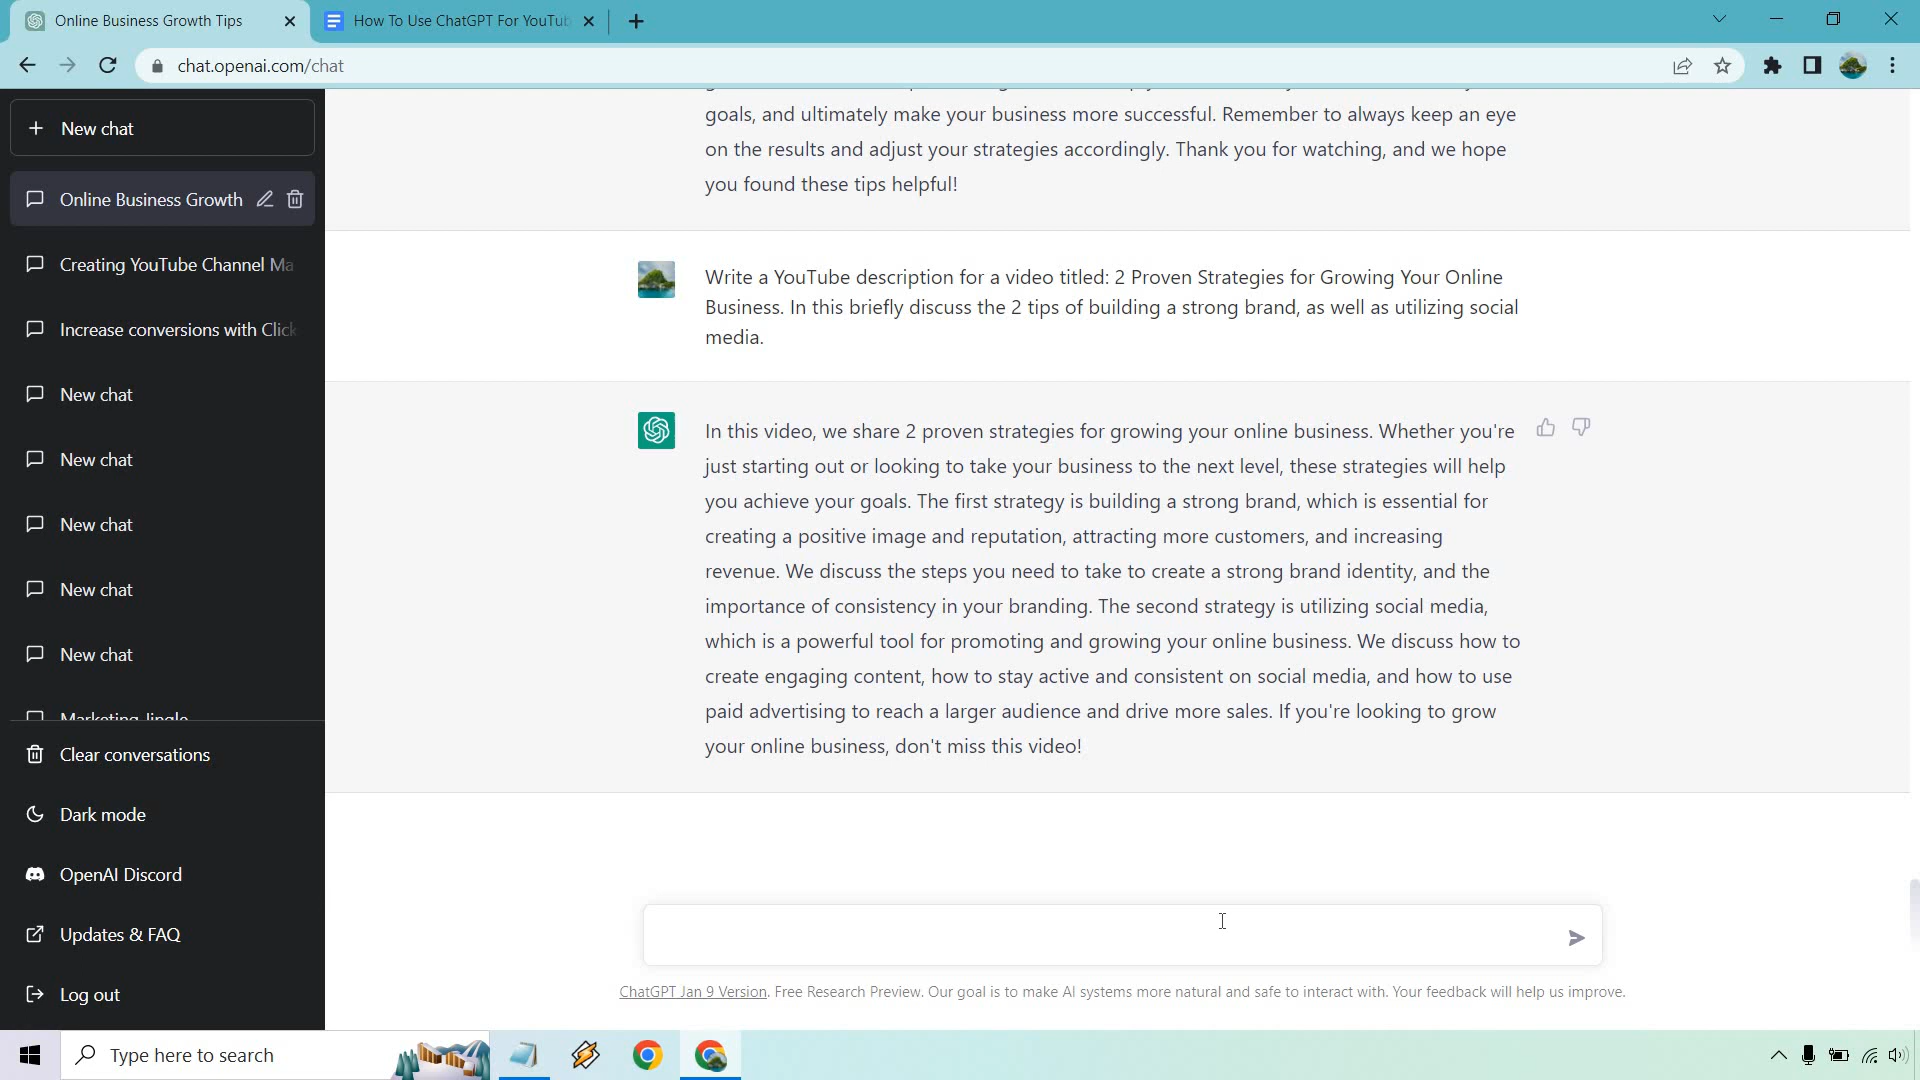 Online Business Growth Tips
How To Use ChatGPT For YouTub
chat.openai.com/chat
New chat
Online Business Growth
Creating YouTube Channel Ma
Increase conversions with Click
New chat
New chat
New chat
New chat
New chat
Marketing Jingle
Clear conversations
Dark mode
OpenAI Discord
Updates & FAQ
Log out
goals, and ultimately make your business more successful. Remember to always keep an eye
on the results and adjust your strategies accordingly. Thank you for watching, and we hope
you found these tips helpful!
Write a YouTube description for a video titled: 2 Proven Strategies for Growing Your Online
Business. In this briefly discuss the 2 tips of building a strong brand, as well as utilizing social
media.
In this video, we share 2 proven strategies for growing your online business. Whether you're
just starting out or looking to take your business to the next level, these strategies will help
you achieve your goals. The first strategy is building a strong brand, which is essential for
creating a positive image and reputation, attracting more customers, and increasing
revenue. We discuss the steps you need to take to create a strong brand identity, and the
importance of consistency in your branding. The second strategy is utilizing social media,
which is a powerful tool for promoting and growing your online business. We discuss how to
create engaging content, how to stay active and consistent on social media, and how to use
paid advertising to reach a larger audience and drive more sales. If you're looking to grow
your online business, don't miss this video!
ChatGPT Jan 9 Version. Free Research Preview. Our goal is to make AI systems more natural and safe to interact with. Your feedback will help us improve.
Type here to search